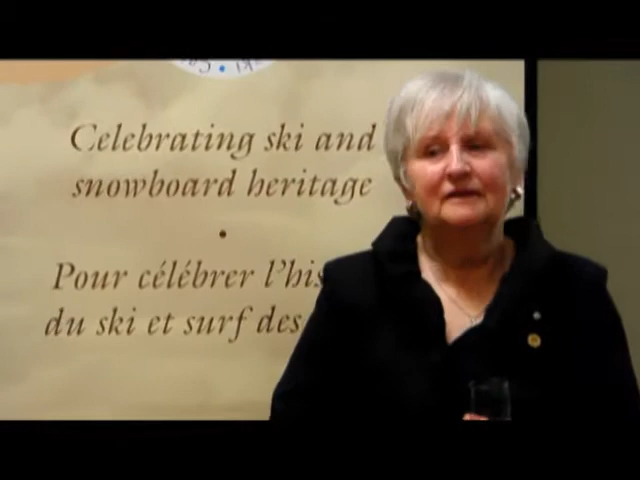 Celebrating ski and
snowboard heritage
•
Pour célébrer l'his
du ski et surf des